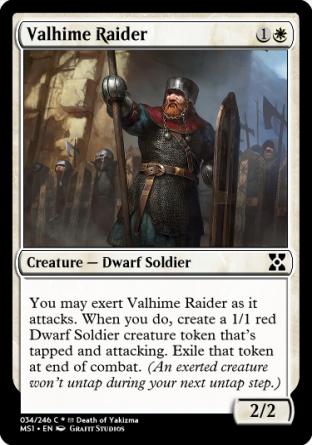 Valhime Raider 1
Creature — Dwarf Soldier
You may exert Valhime Raider as it
attacks. When you do, create a 1/1 red
Dwarf Soldier creature token that's
tapped and attacking. Exile that token
at end of combat. (An exerted creature
won't untap during your next untap step.)
2/2
034/246 C * Death of Yakizma
MS1 • EN Grafit Studios